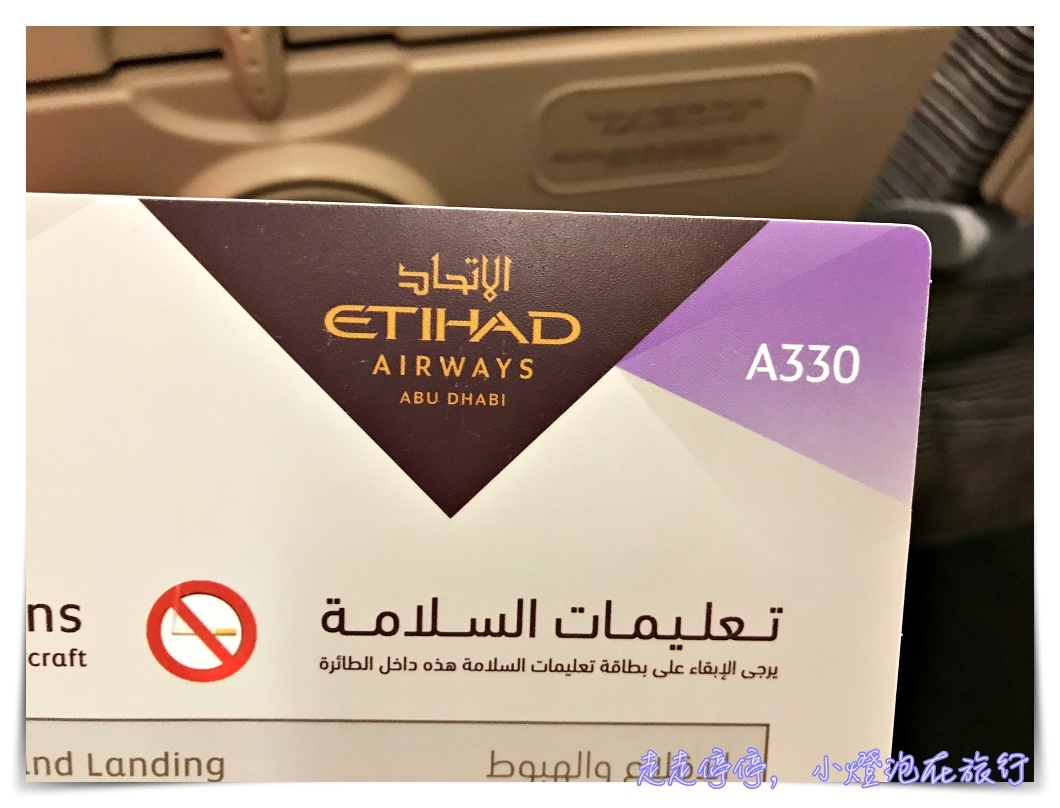 الاتحاد
ETIHAD
AIRWAYS
ABU DHABI
A330
ns
craft
تعليمات السلامة
يرجى الإبقاء على بطاقة تعليمات السلامة هذه داخل الطائرة
nd Landing
والهبوط
走走停停，小燈泡在旅行